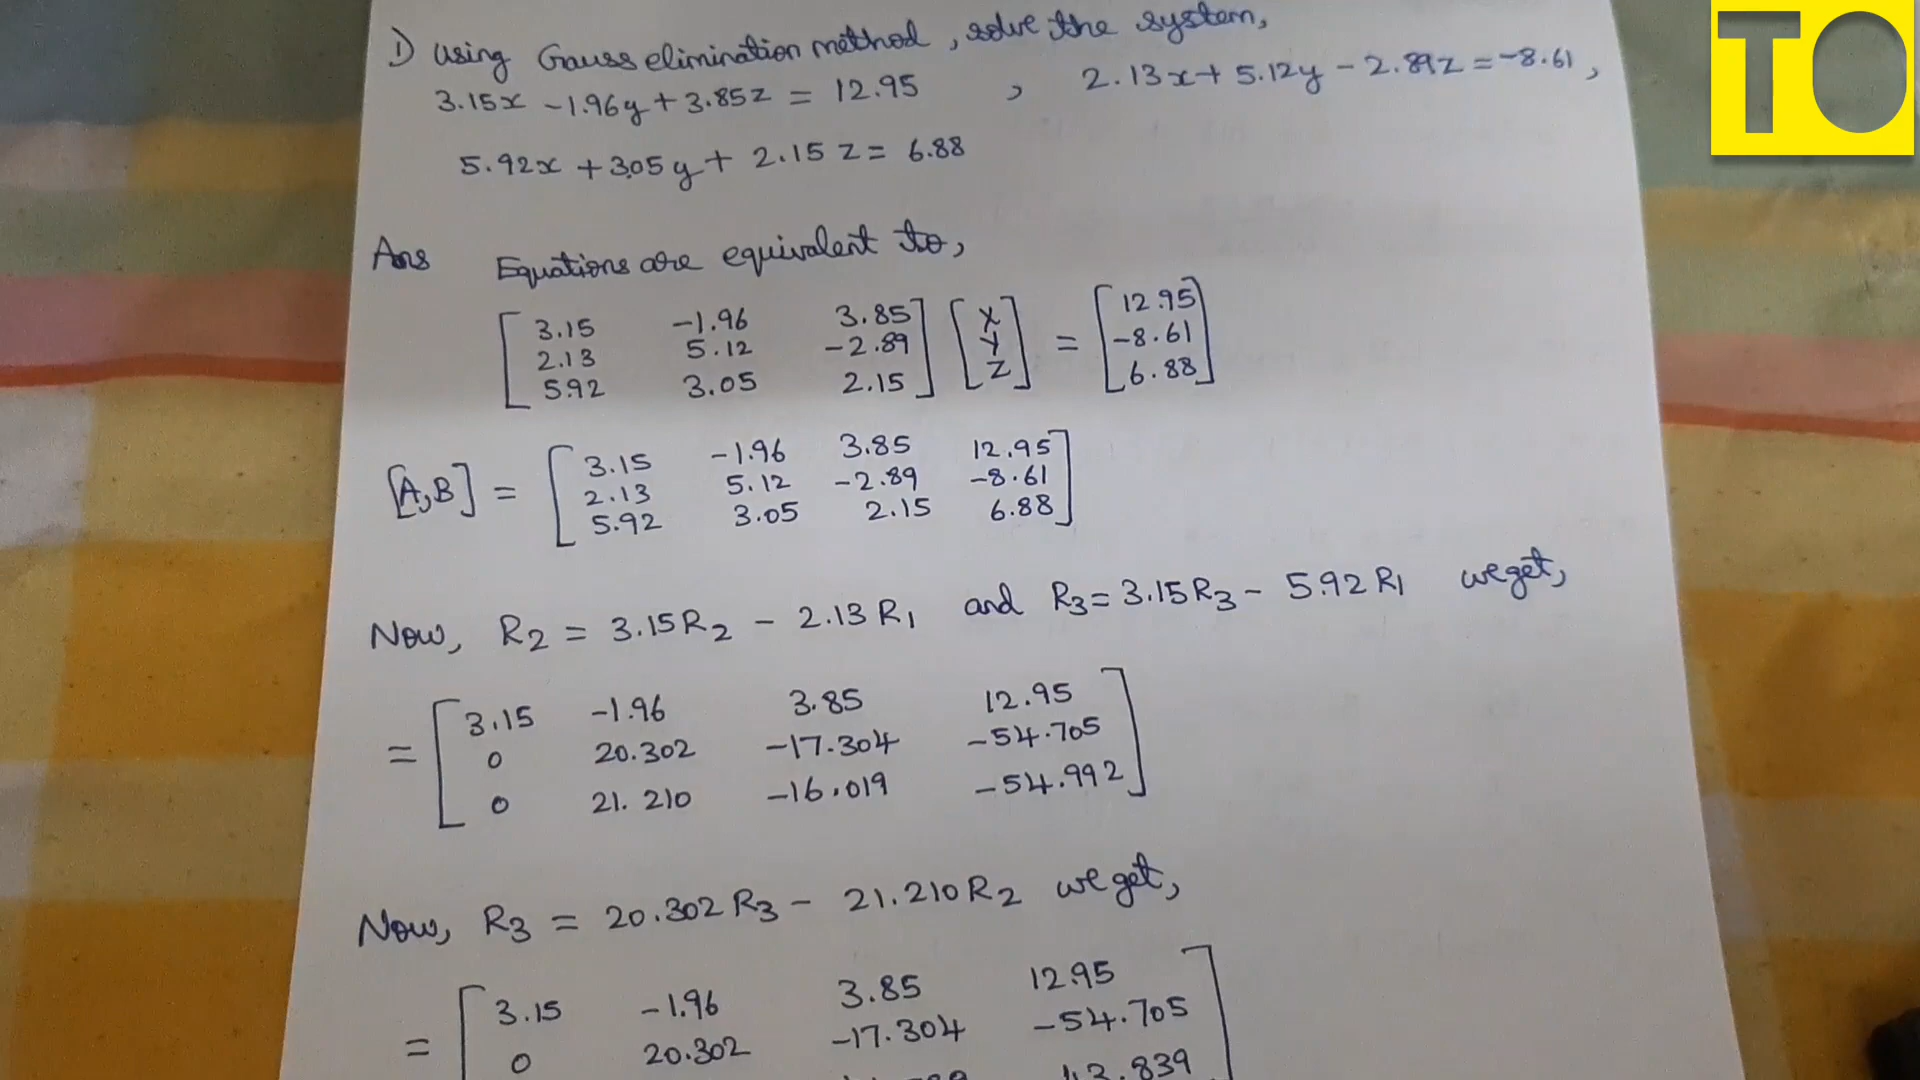 TO
1) Using Gauss elimination method, solve the system,
3.15x -1.96y + 3.85z = 12.95 , 2.13x + 5.12y - 2.89z = -8.61,
5.92x + 3.05y + 2.15z = 6.88
Ans Equations are equivalent to,
[ 3.15 -1.96 3.85 ] [ x ] = [ 12.95 ]
[ 2.13 5.12 -2.89 ] [ y ] [ -8.61 ]
[ 5.92 3.05 2.15 ] [ z ] [ 6.88 ]
[A,B] = [ 3.15 -1.96 3.85 12.95 ]
[ 2.13 5.12 -2.89 -8.61 ]
[ 5.92 3.05 2.15 6.88 ]
Now, R2 = 3.15R2 - 2.13R1 and R3 = 3.15R3 - 5.92R1 we get,
= [ 3.15 -1.96 3.85 12.95 ]
[ 0 20.302 -17.304 -54.705 ]
[ 0 21.210 -16.019 -54.992 ]
Now, R3 = 20.302R3 - 21.210R2 we get,
= [ 3.15 -1.96 3.85 12.95 ]
[ 0 20.302 -17.304 -54.705 ]